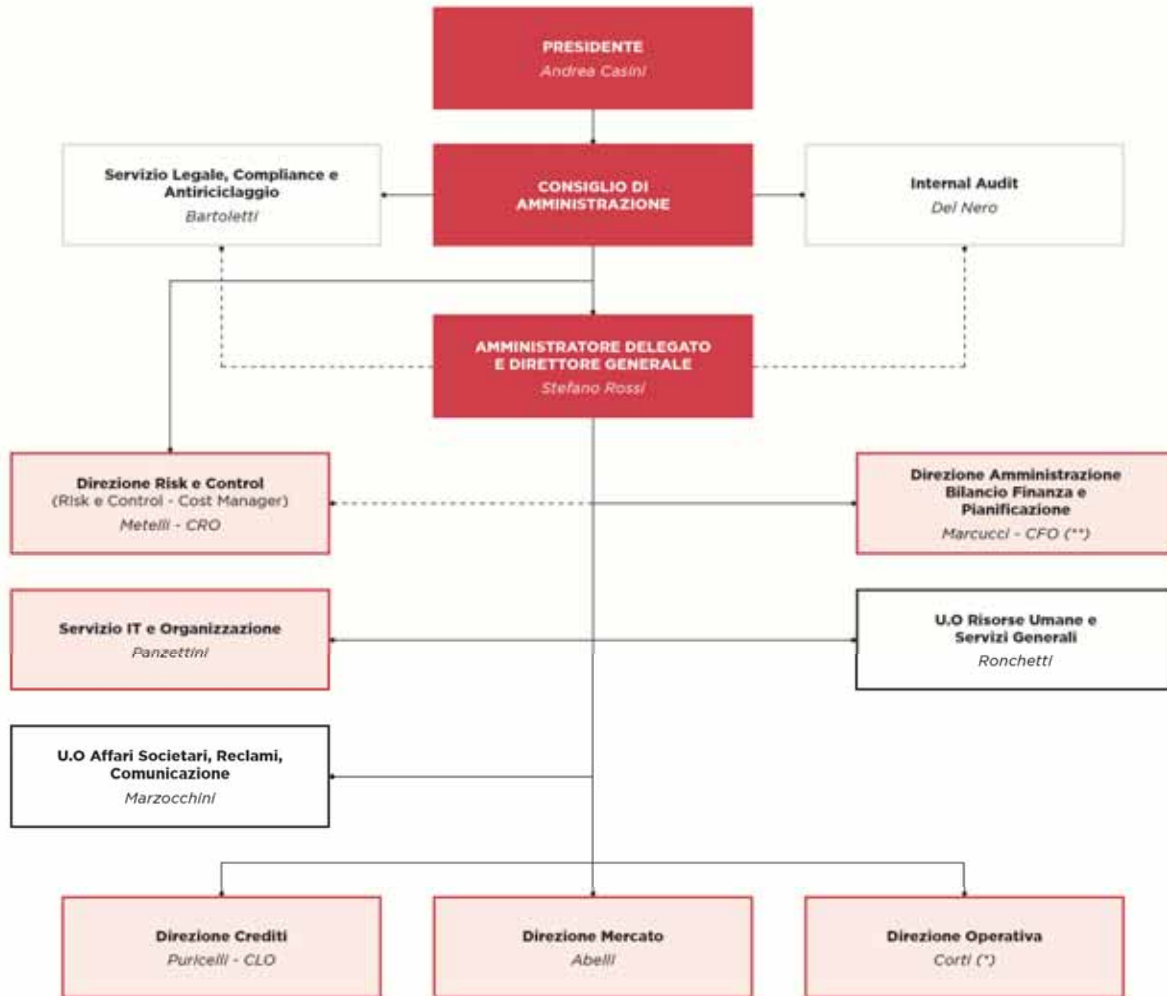 PRESIDENTE
Andrea Casini
Servizio Legale, Compliance e
Antiriciclaggio
Bartoletti
CONSIGLIO DI
AMMINISTRAZIONE
Internal Audit
Del Nero
AMMINISTRATORE DELEGATO
E DIRETTORE GENERALE
Stefano Rossi
Direzione Risk e Control
(Risk e Control - Cost Manager)
Metelli - CRO
Direzione Amministrazione
Bilancio Finanza e
Pianificazione
Marcucci - CFO (**)
Servizio IT e Organizzazione
Panzettini
U.O Risorse Umane e
Servizi Generali
Ronchetti
U.O Affari Societari, Reclami,
Comunicazione
Marzocchini
Direzione Crediti
Puricelli - CLO
Direzione Mercato
Abelli
Direzione Operativa
Corti (*)